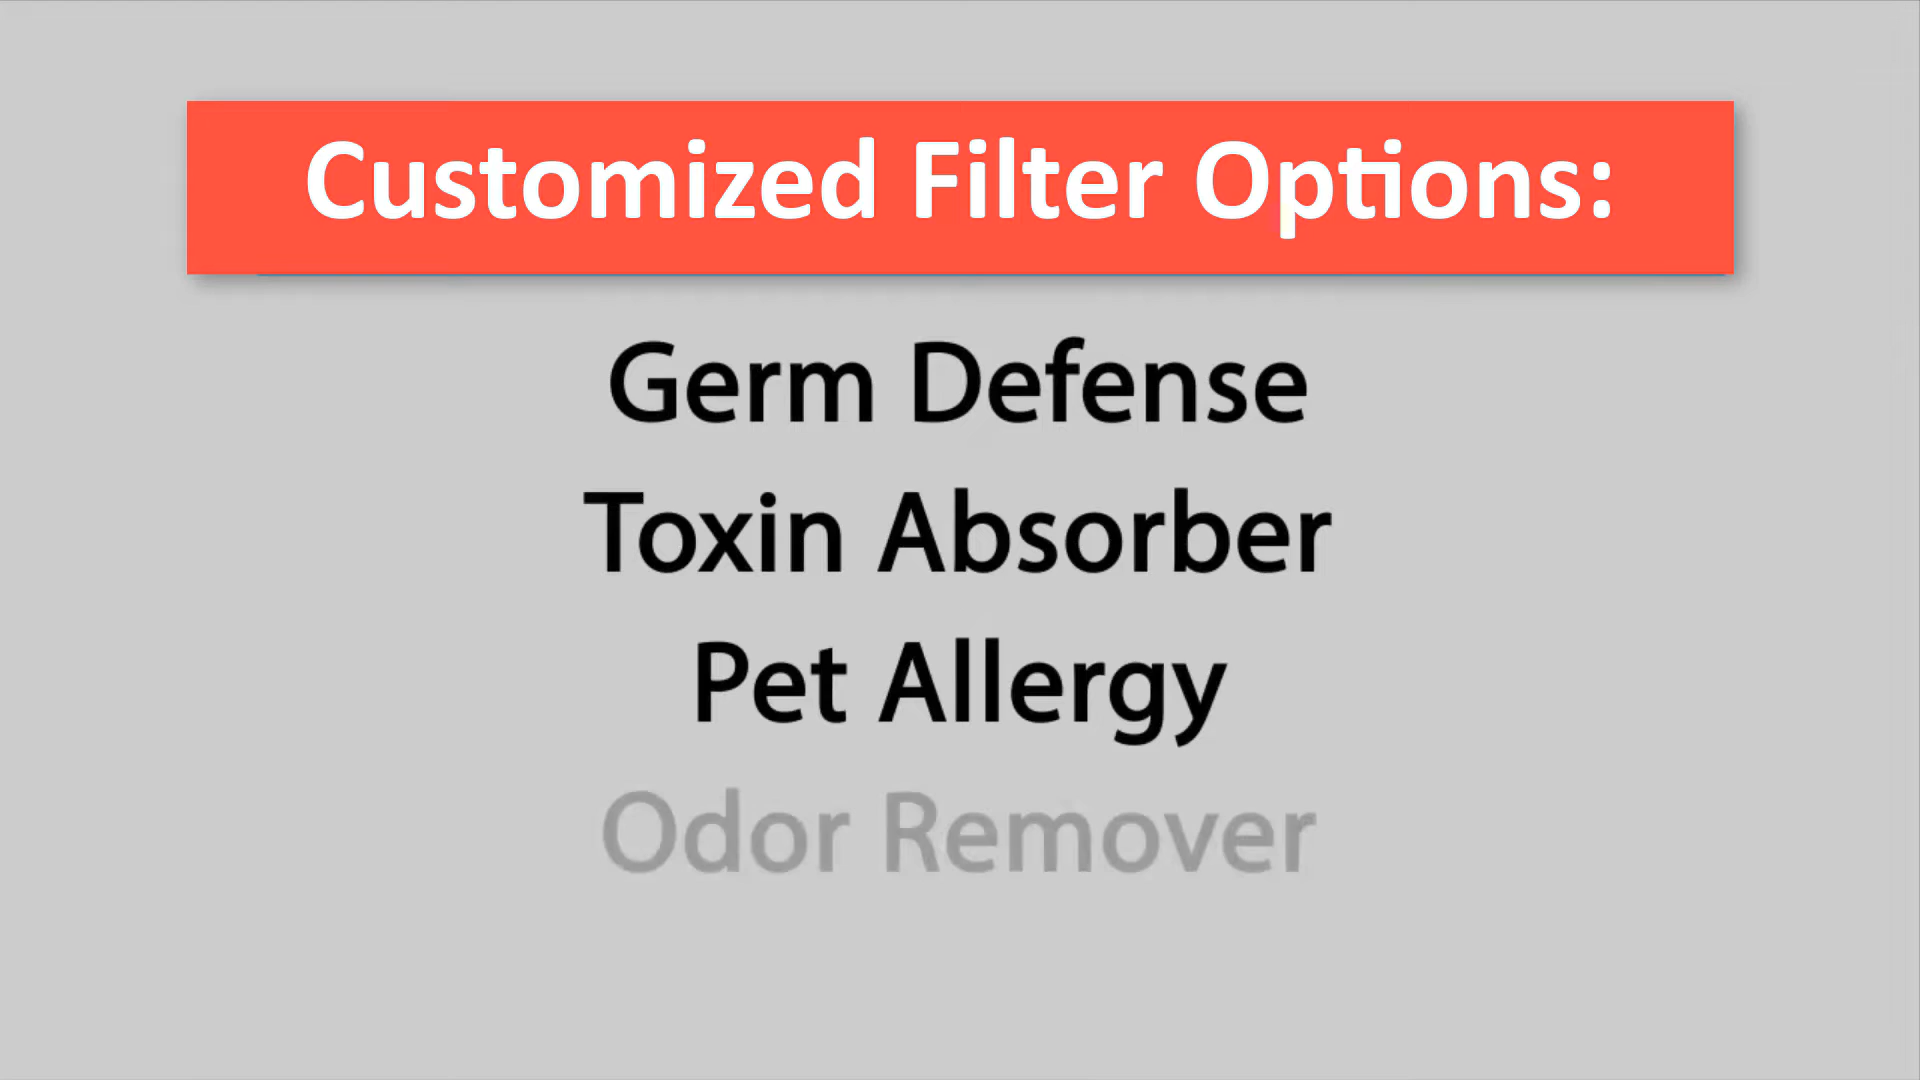 Customized Filter Options:
Germ Defense
Toxin Absorber
Pet Allergy
Odor Remover